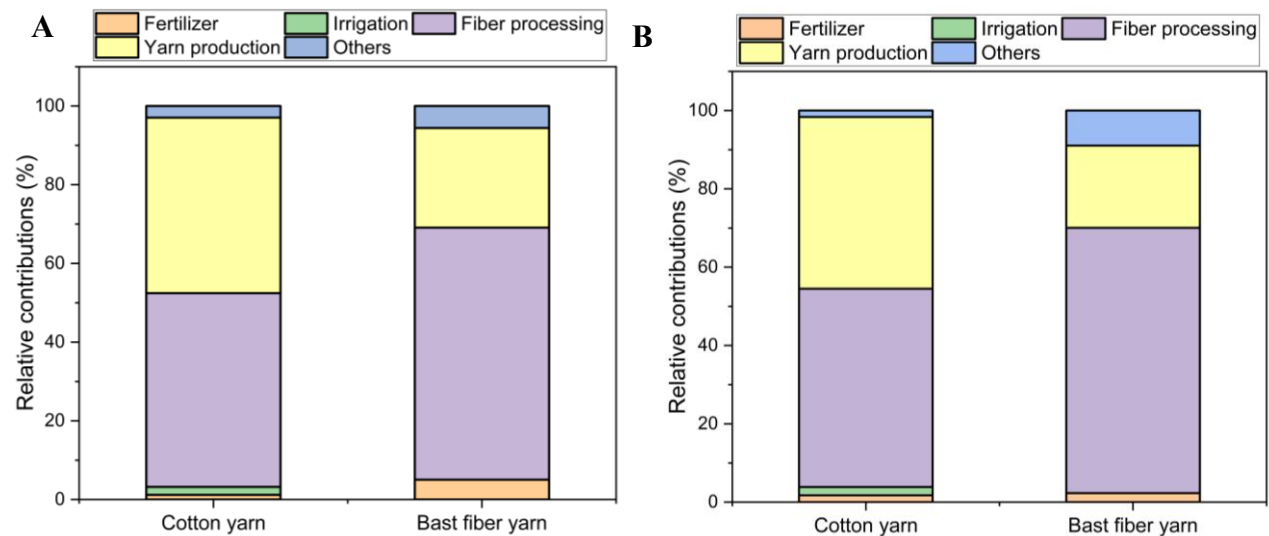 A
Fertilizer Irrigation Fiber processing
Yarn production Others
Relative contributions (%)
100
80
60
40
20
0
Cotton yarn Bast fiber yarn
B
Fertilizer Irrigation Fiber processing
Yarn production Others
Relative contributions (%)
100
80
60
40
20
0
Cotton yarn Bast fiber yarn